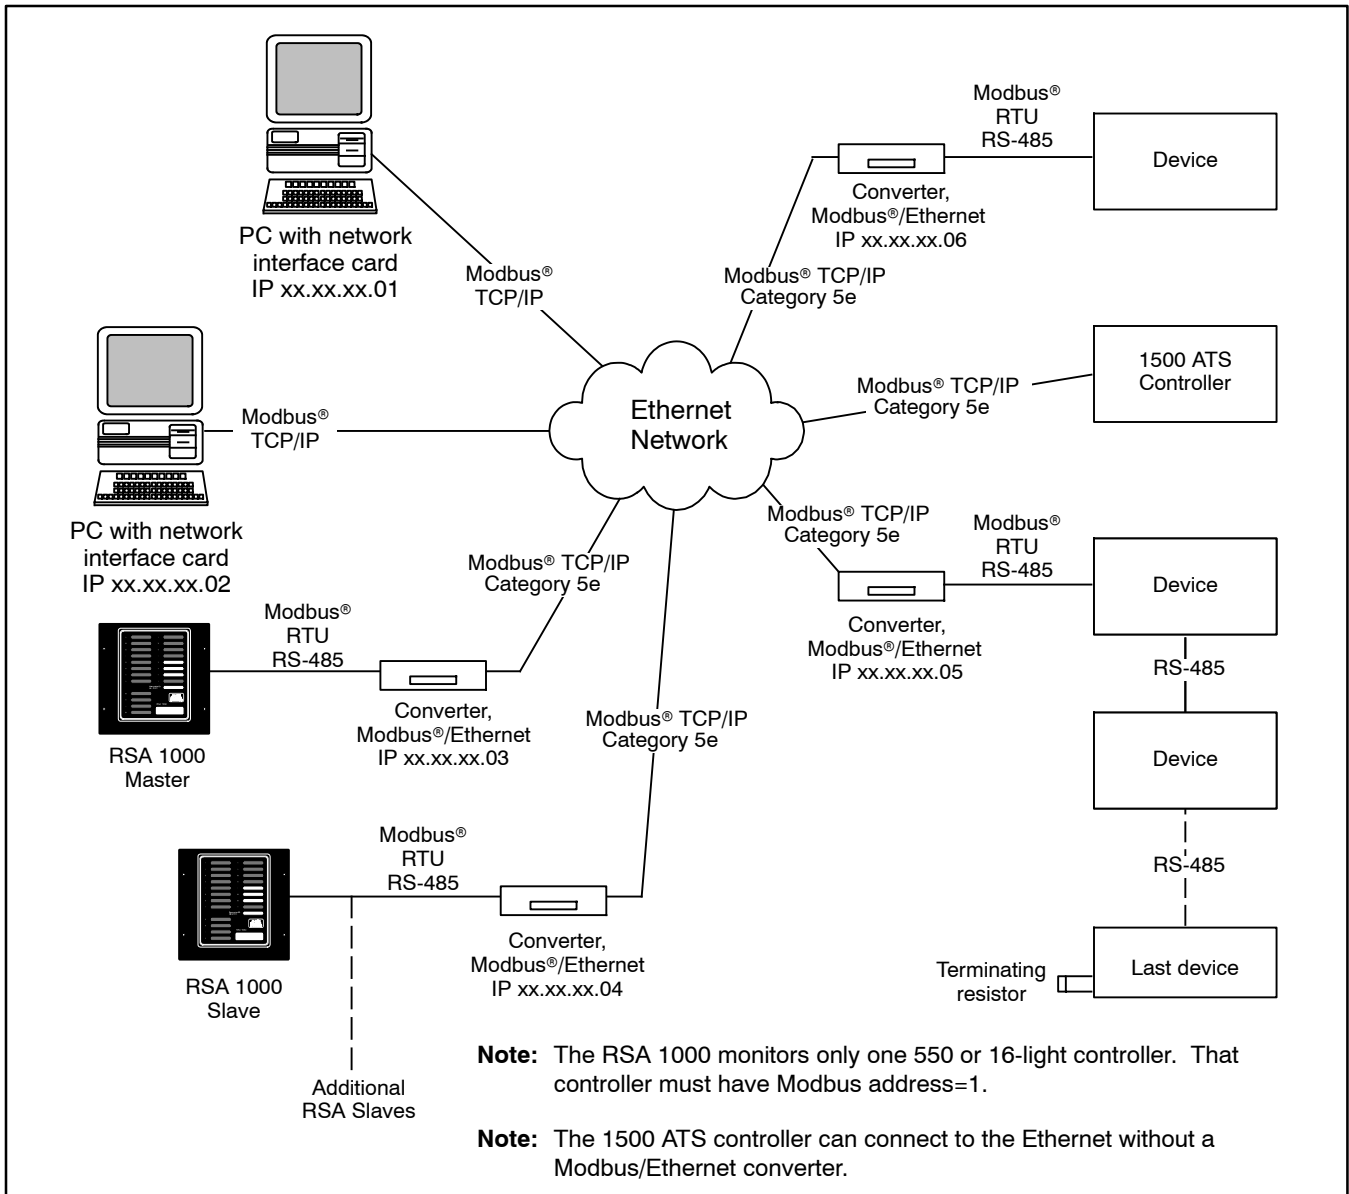 PC with network
interface card
IP xx.xx.xx.01
Modbus®
TCP/IP
PC with network
interface card
IP xx.xx.xx.02
Modbus®
TCP/IP
Ethernet
Network
Modbus®
RTU
RS-485
Converter,
Modbus®/Ethernet
IP xx.xx.xx.06
Device
Modbus® TCP/IP
Category 5e
Modbus® TCP/IP
Category 5e
1500 ATS
Controller
Modbus® TCP/IP
Category 5e
Converter,
Modbus®/Ethernet
IP xx.xx.xx.05
Modbus®
RTU
RS-485
Device
RS-485
Device
RS-485
Last device
Terminating
resistor
RSA 1000
Master
Modbus®
RTU
RS-485
Converter,
Modbus®/Ethernet
IP xx.xx.xx.03
Modbus® TCP/IP
Category 5e
RSA 1000
Slave
Modbus®
RTU
RS-485
Converter,
Modbus®/Ethernet
IP xx.xx.xx.04
Modbus® TCP/IP
Category 5e
Additional
RSA Slaves
Note: The RSA 1000 monitors only one 550 or 16-light controller. That
controller must have Modbus address=1.
Note: The 1500 ATS controller can connect to the Ethernet without a
Modbus/Ethernet converter.